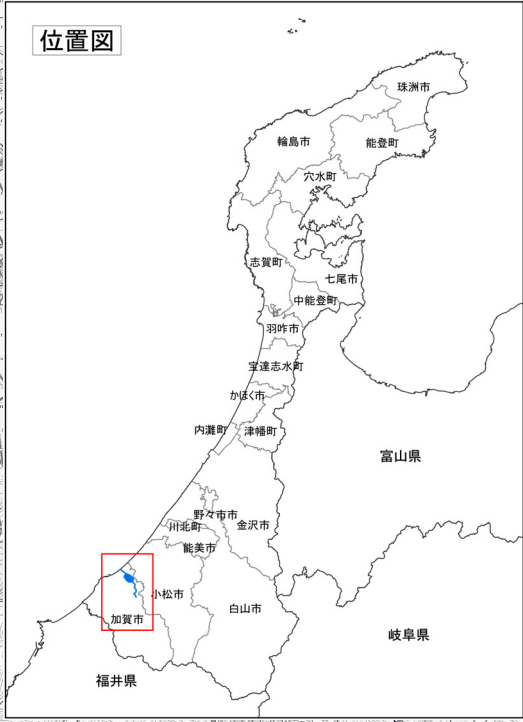 位置図
珠洲市
輪島市
能登町
穴水町
志賀町
七尾市
中能登町
羽咋市
宝達志水町
かほく市
内灘町
津幡町
富山県
野々市市
川北町
金沢市
能美市
小松市
白山市
加賀市
岐阜県
福井県